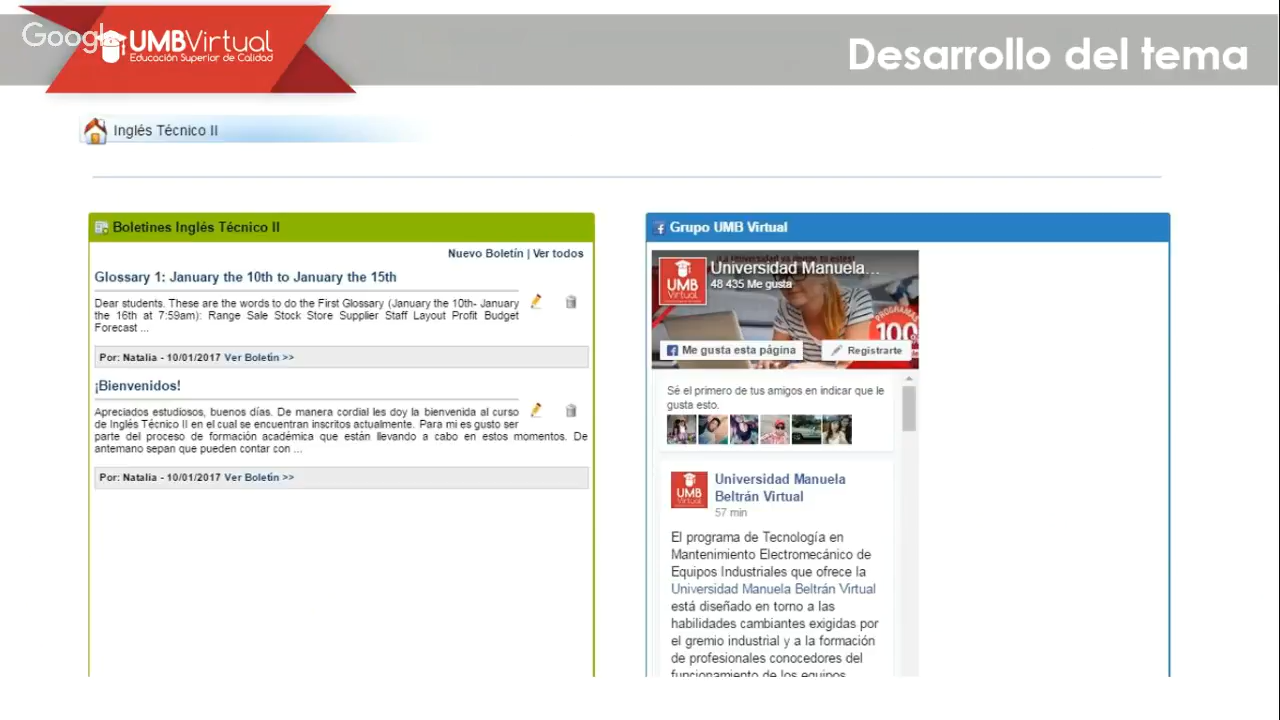 Google
UMBVirtual
Educación Superior de Calidad
Desarrollo del tema
Inglés Técnico II
Boletines Inglés Técnico II
Nuevo Boletín | Ver todos
Glossary 1: January the 10th to January the 15th
Dear students. These are the words to do the First Glossary (January the 10th- January
the 16th at 7:59am): Range Sale Stock Store Supplier Staff Layout Profit Budget
Forecast ...
Por: Natalia - 10/01/2017 Ver Boletín >>
¡Bienvenidos!
Apreciados estudiosos, buenos días. De manera cordial les doy la bienvenida al curso
de Inglés Técnico II en el cual se encuentran inscritos actualmente. Para mi es gusto ser
parte del proceso de formación académica que están llevando a cabo en estos momentos. De
antemano sepan que pueden contar con ...
Por: Natalia - 10/01/2017 Ver Boletín >>
Grupo UMB Virtual
UMB
Virtual
Universidad Manuela...
48 435 Me gusta
PROGRAMAS
100
Me gusta esta página
Registrarte
Sé el primero de tus amigos en indicar que le
gusta esto.
UMB
Virtual
Universidad Manuela
Beltrán Virtual
57 min
El programa de Tecnología en
Mantenimiento Electromecánico de
Equipos Industriales que ofrece la
Universidad Manuela Beltrán Virtual
está diseñado en torno a las
habilidades cambiantes exigidas por
el gremio industrial y a la formación
de profesionales conocedores del
funcionamiento de los equipos